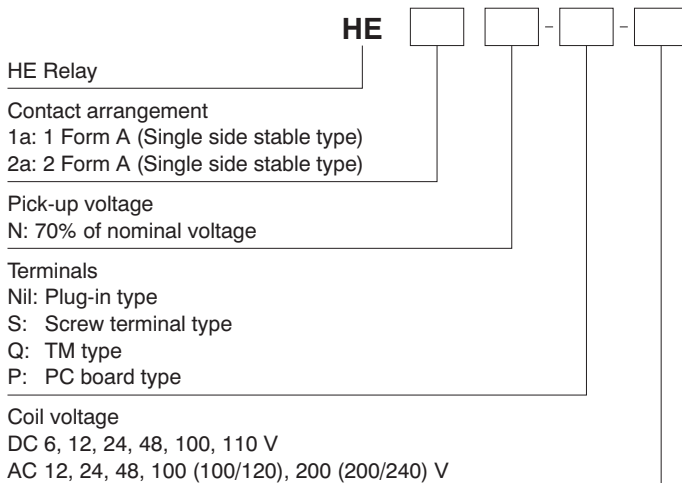 HE - -
HE Relay
Contact arrangement
1a: 1 Form A (Single side stable type)
2a: 2 Form A (Single side stable type)
Pick-up voltage
N: 70% of nominal voltage
Terminals
Nil: Plug-in type
S: Screw terminal type
Q: TM type
P: PC board type
Coil voltage
DC 6, 12, 24, 48, 100, 110 V
AC 12, 24, 48, 100 (100/120), 200 (200/240) V